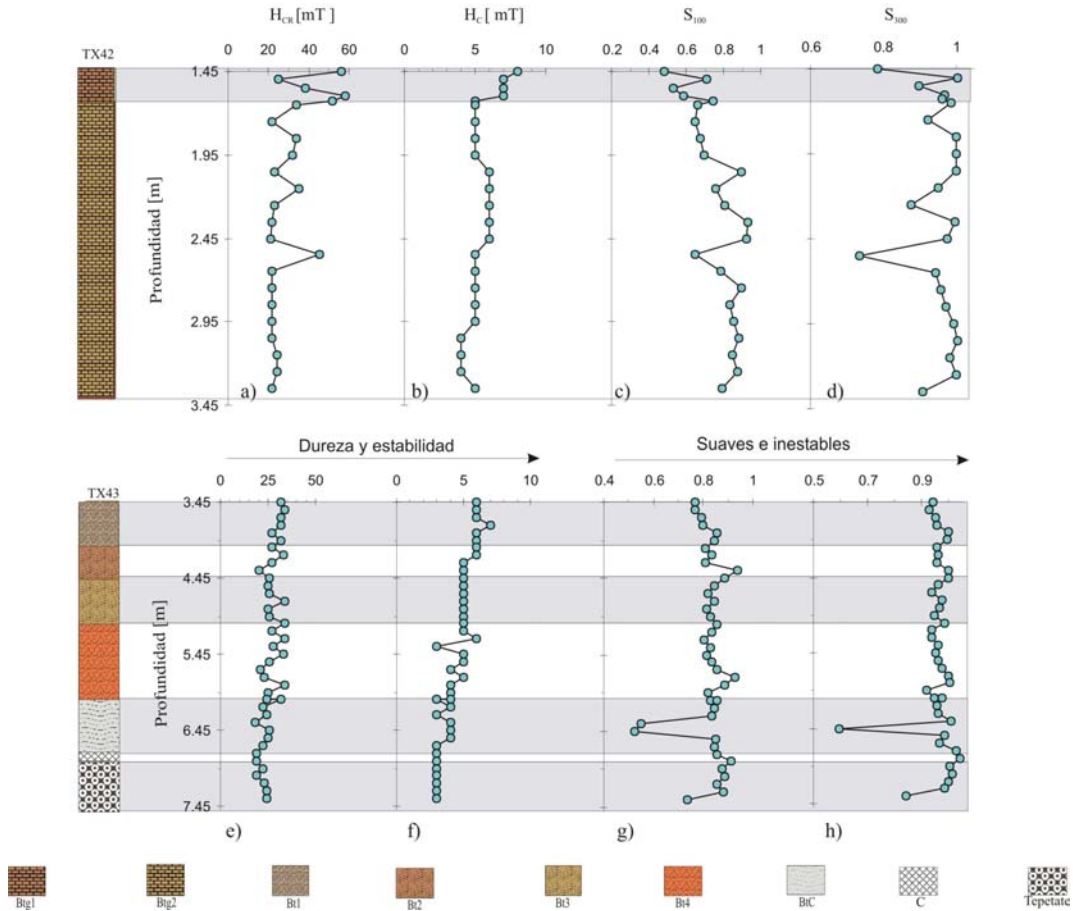 H_CR [mT]
H_C [mT]
S_100
S_300
TX42
0 20 40 60
0 5 10
0.2 0.4 0.6 0.8 1
0.6 0.8 1
1.45
1.95
2.45
2.95
3.45
Profundidad [m]
a)
b)
c)
d)
Dureza y estabilidad
Suaves e inestables
TX43
0 25 50
0 5 10
0.4 0.6 0.8 1
0.5 0.7 0.9
3.45
4.45
5.45
6.45
7.45
Profundidad [m]
e)
f)
g)
h)
Btg1
Btg2
Bt1
Bt2
Bt3
Bt4
BtC
C
Tepetate